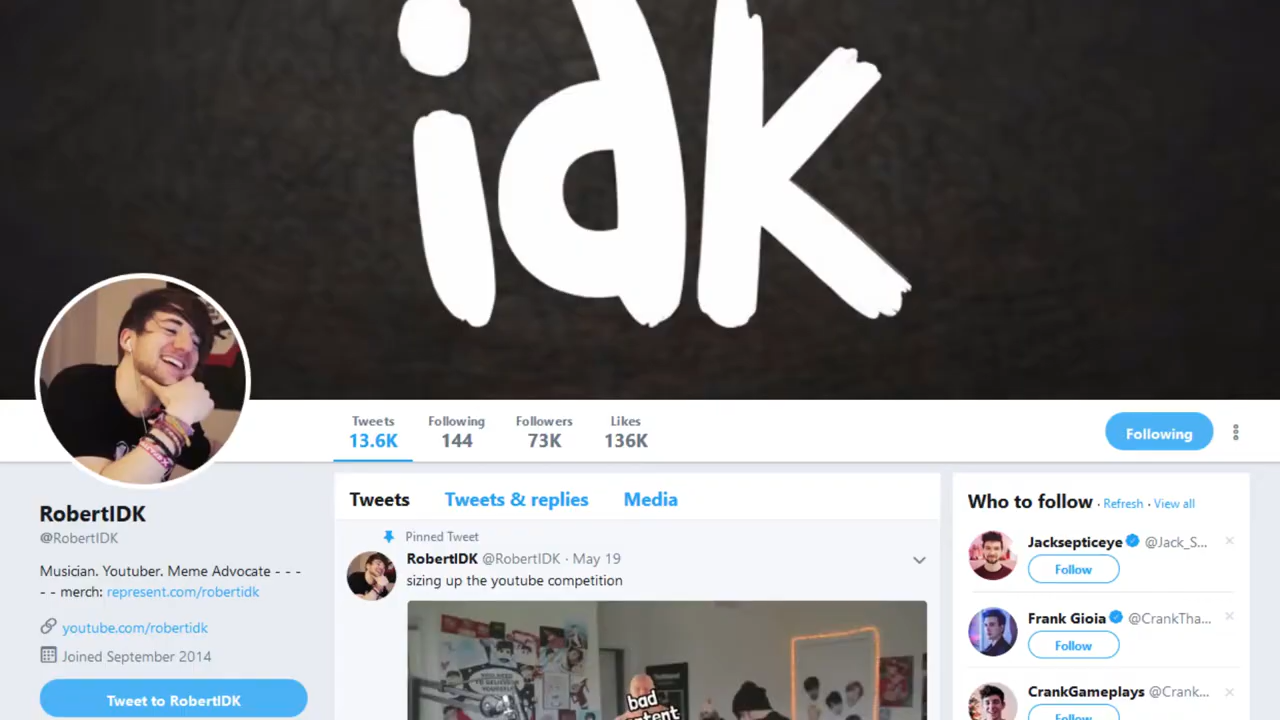 idk
Tweets
13.6K
Following
144
Followers
73K
Likes
136K
Following
RobertIDK
@RobertIDK
Musician. Youtuber. Meme Advocate - - -
- - merch: represent.com/robertidk
youtube.com/robertidk
Joined September 2014
Tweet to RobertIDK
Tweets Tweets & replies Media
Pinned Tweet
RobertIDK @RobertIDK · May 19
sizing up the youtube competition
bad
Who to follow · Refresh · View all
Jacksepticeye @Jack_S...
Follow
Frank Gioia @CrankTha...
Follow
CrankGameplays @Crank...
Follow